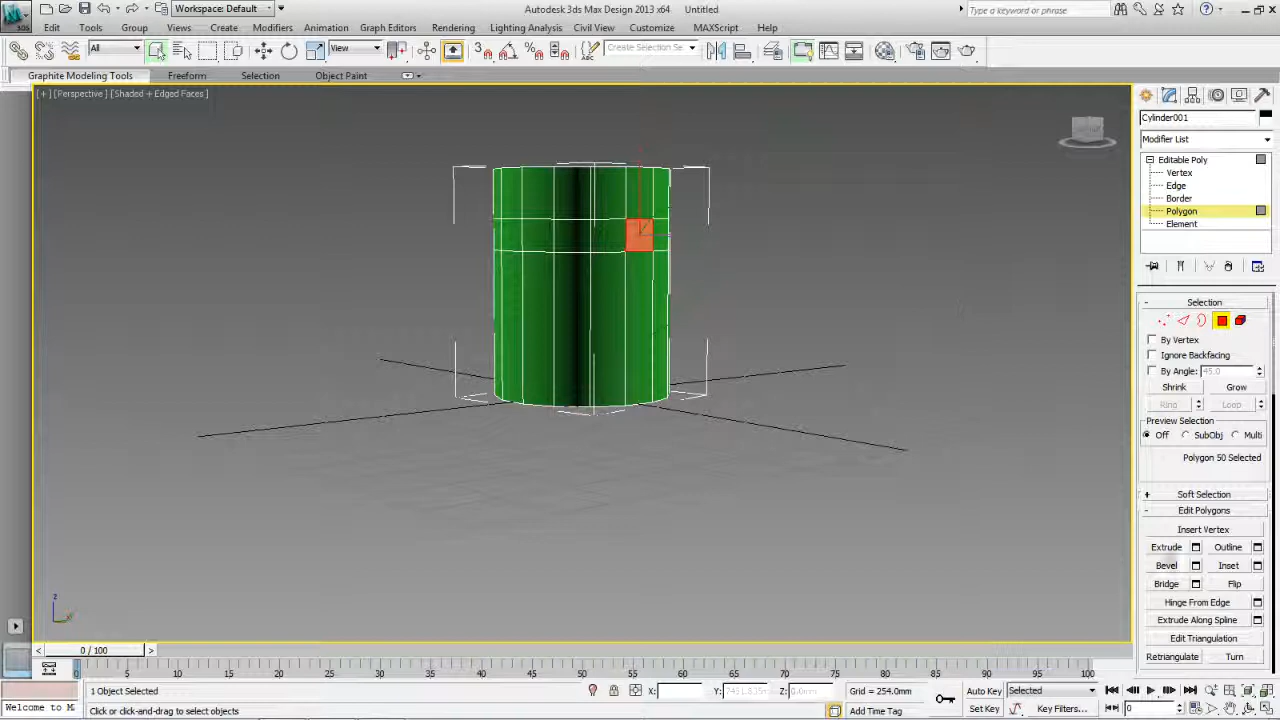 Workspace: Default
Autodesk 3ds Max Design 2013 x64
Untitled
Type a keyword or phrase
3DS
Edit
Tools
Group
Views
Create
Modifiers
Animation
Graph Editors
Rendering
Lighting Analysis
Civil View
Customize
MAXScript
Help
All
View
3
Create Selection Se
Graphite Modeling Tools
Freeform
Selection
Object Paint
[ + ] [Perspective ] [Shaded + Edged Faces ]
Cylinder001
Modifier List
Editable Poly
Vertex
Edge
Border
Polygon
Element
- Selection
By Vertex
Ignore Backfacing
By Angle: 45.0
Shrink
Grow
Ring
Loop
Preview Selection
Off
SubObj
Multi
Polygon 50 Selected
+ Soft Selection
- Edit Polygons
Insert Vertex
Extrude
Outline
Bevel
Inset
Bridge
Flip
Hinge From Edge
Extrude Along Spline
Edit Triangulation
Retriangulate
Turn
z
< 0 / 100 >
0 5 10 15 20 25 30 35 40 45 50 55 60 65 70 75 80 85 90 95 100
1 Object Selected
X:
Y:
Z: 0.0mm
Grid = 254.0mm
Auto Key
Selected
Welcome to M
Click or click-and-drag to select objects
Add Time Tag
Set Key
Key Filters...
0